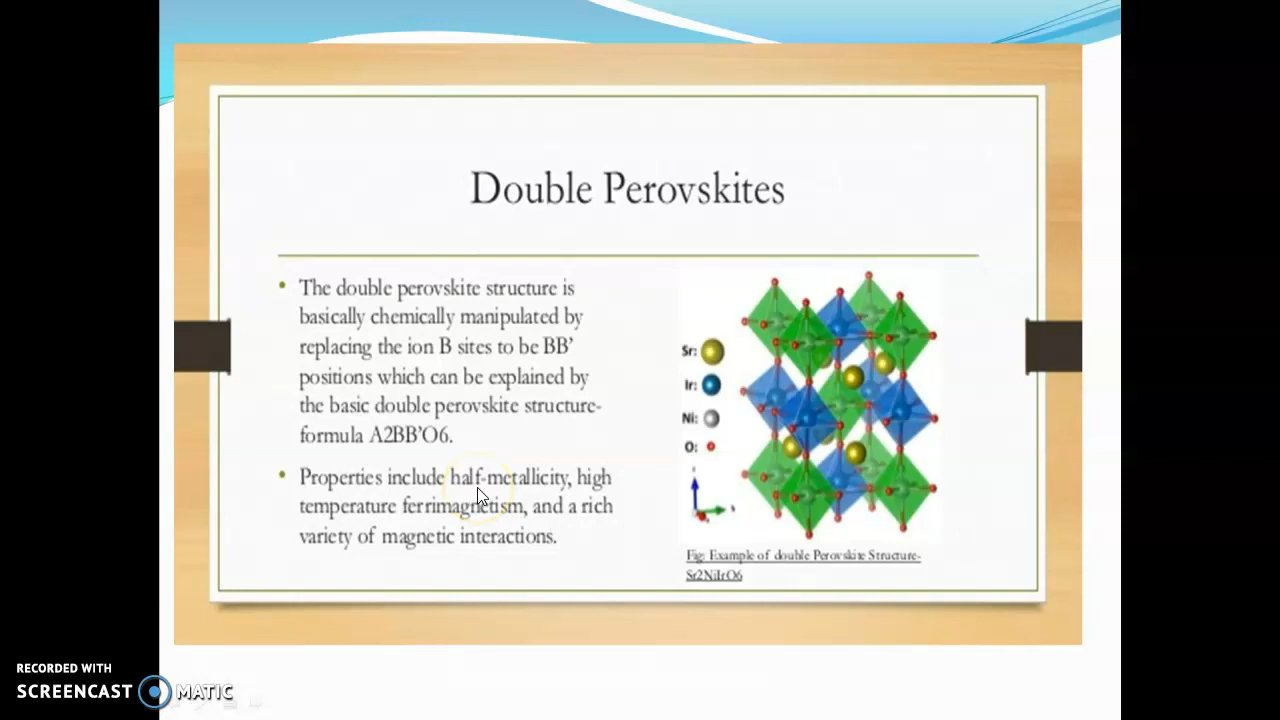 Double Perovskites
• The double perovskite structure is
basically chemically manipulated by
replacing the ion B sites to be BB’
positions which can be explained by
the basic double perovskite structure-
formula A2BB’O6.
• Properties include half-metallicity, high
temperature ferrimagnetism, and a rich
variety of magnetic interactions.
Sr:
Ir:
Ni:
O:
Fig: Example of double Perovskite Structure-
Sr2NiIrO6
RECORDED WITH
SCREENCAST MATIC